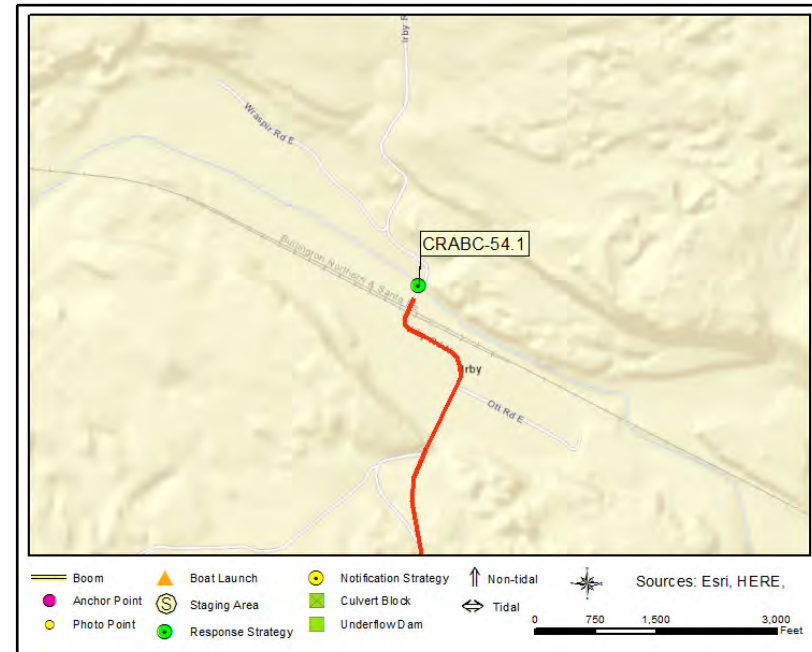 Irby R
Wraspir Rd E
CRABC-54.1
Burlington Northern & Santa
Irby
Ott Rd E
Boom
Boat Launch
Notification Strategy
Non-tidal
Sources: Esri, HERE,
Anchor Point
Staging Area
Culvert Block
Tidal
Photo Point
Response Strategy
Underflow Dam
0 750 1,500 3,000
Feet
S